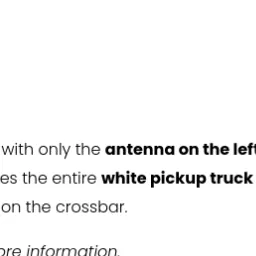 with only the antenna on the left
es the entire white pickup truck
on the crossbar.
ore information.